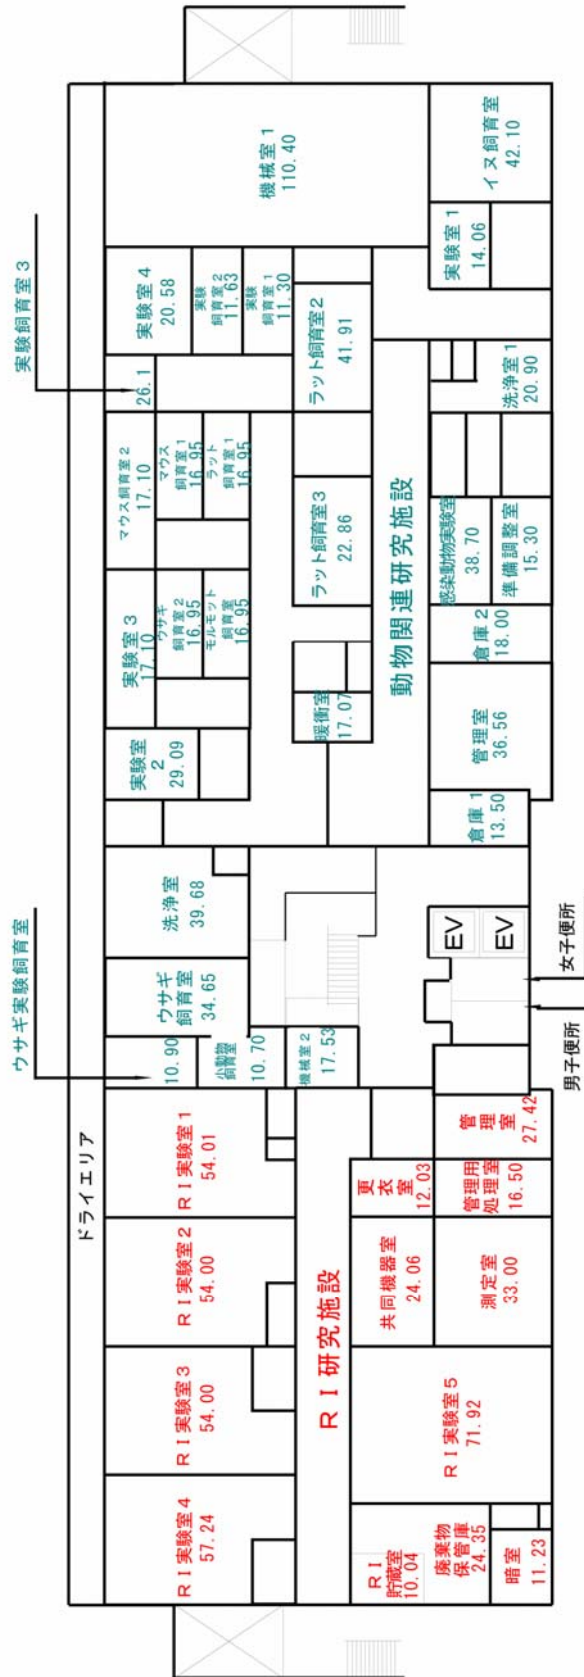 ウサギ実験飼育室
実験飼育室3
ドライエリア
RI実験室4
57.24
RI実験室3
54.00
RI実験室2
54.00
RI実験室1
54.01
10.90
小動物
飼育室
10.70
機械室2
17.53
ウサギ
飼育室
34.65
洗浄室
39.68
実験室
2
29.09
実験室3
17.10
ウサギ
飼育室2
16.95
モルモット
飼育室
16.95
マウス飼育室2
17.10
マウス
飼育室1
16.95
ラット
飼育室1
16.95
26.1
実験室4
20.58
実験
飼育室2
11.63
実験
飼育室1
11.30
機械室1
110.40
暖衝室
17.07
ラット飼育室3
22.86
ラット飼育室2
41.91
RI研究施設
動物関連研究施設
RI
貯蔵室
10.04
廃棄物
保管庫
24.35
暗室
11.23
RI実験室5
71.92
共同機器室
24.06
測定室
33.00
更衣
室
12.03
管理用
処理室
16.50
管理
室
27.42
EV
EV
倉庫1
13.50
管理室
36.56
倉庫2
18.00
感染動物実験室
38.70
準備調整室
15.30
洗浄室1
20.90
実験室1
14.06
イヌ飼育室
42.10
男子便所
女子便所